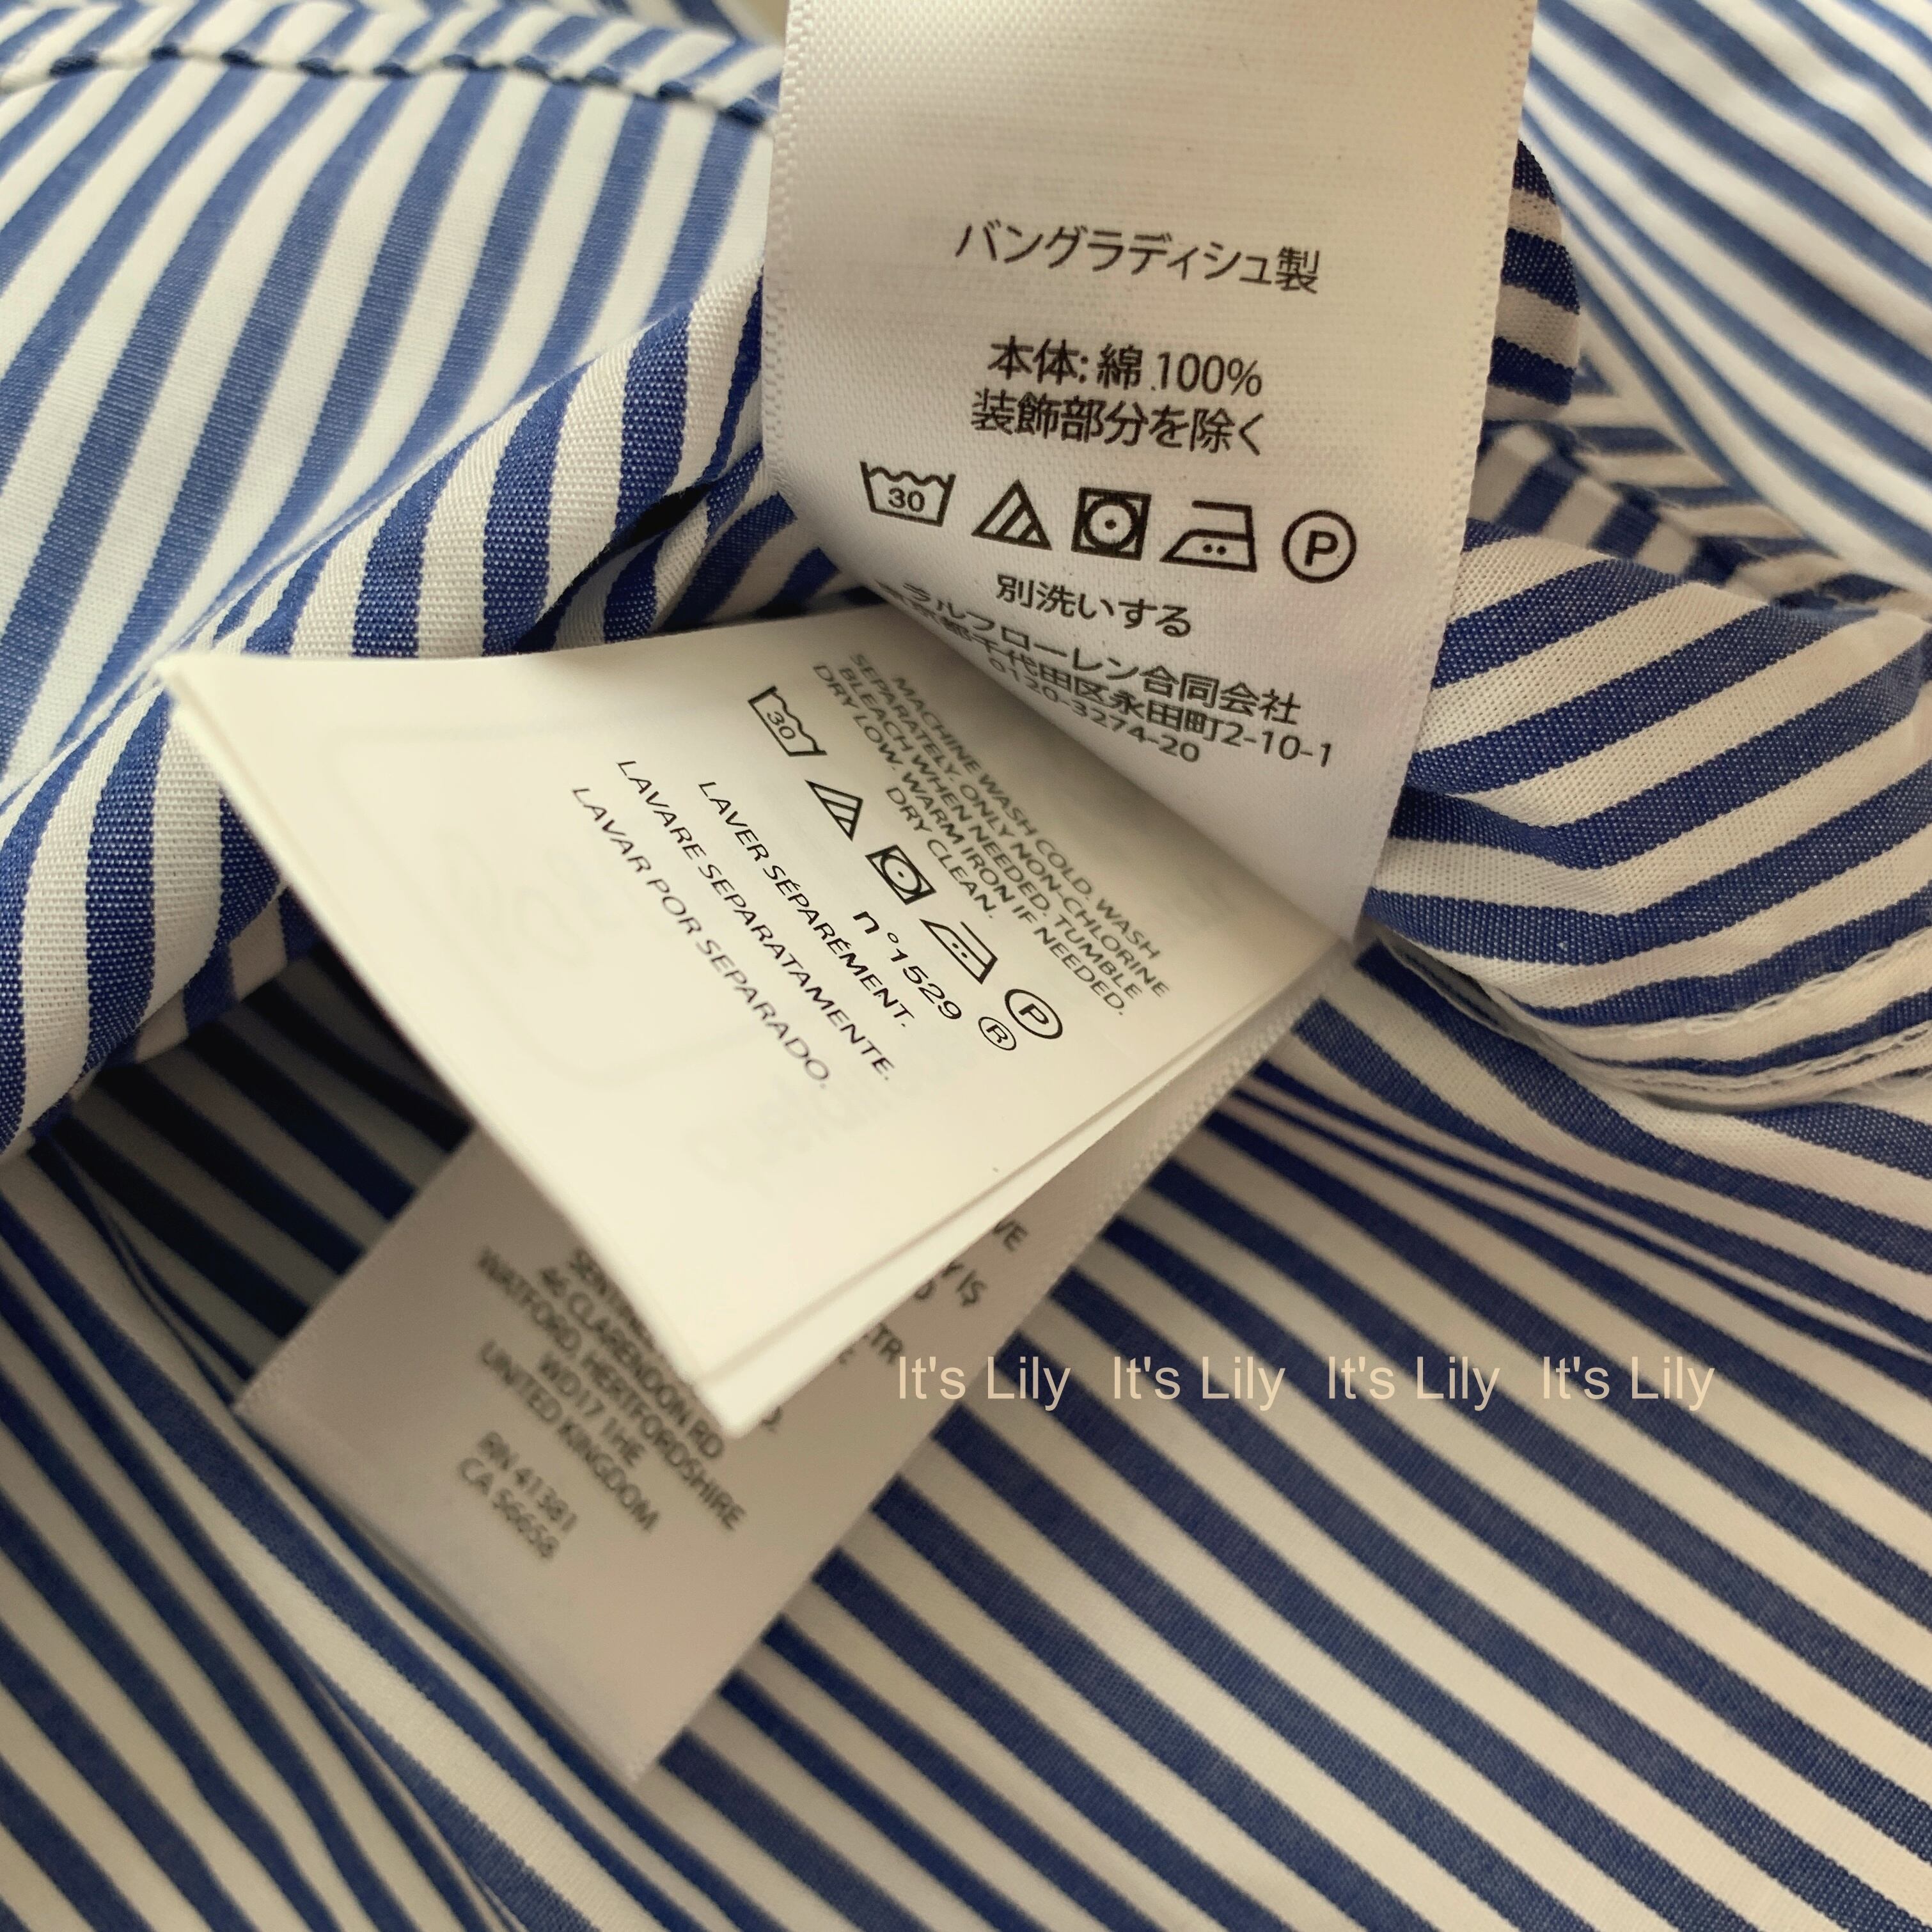 バングラディシュ製
本体: 綿 100%
装飾部分を除く
30
P
別洗いする
ラルフローレン合同会社
京都千代田区永田町2-10-1
0120-3274-20
MACHINE WASH COLD. WASH
SEPARATELY. ONLY NON-CHLORINE
BLEACH WHEN NEEDED. TUMBLE
DRY LOW. WARM IRON IF NEEDED.
DRY CLEAN.
30
P
n°1529 ®
LAVER SÉPARÉMENT.
LAVARE SEPARATAMENTE.
LAVAR POR SEPARADO.
46 CLARENDON RD
WATFORD, HERTFORDSHIRE
WD17 1HE
UNITED KINGDOM
RN 41381
CA 56658
It's Lily It's Lily It's Lily It's Lily